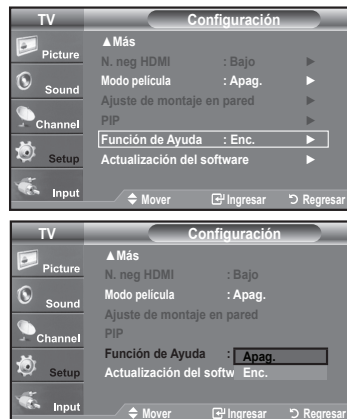 TV Configuración
▲Más
Picture
N. neg HDMI : Bajo ►
Modo película : Apag. ►
Sound
Ajuste de montaje en pared ►
PIP ►
Channel
Función de Ayuda : Enc. ►
Setup
Actualización del software ►
Input
Mover Ingresar Regresar
TV Configuración
▲Más
Picture
N. neg HDMI : Bajo
Modo película : Apag.
Sound
Ajuste de montaje en pared
PIP
Channel
Función de Ayuda : Apag.
Setup
Actualización del softw Enc.
Input
Mover Ingresar Regresar